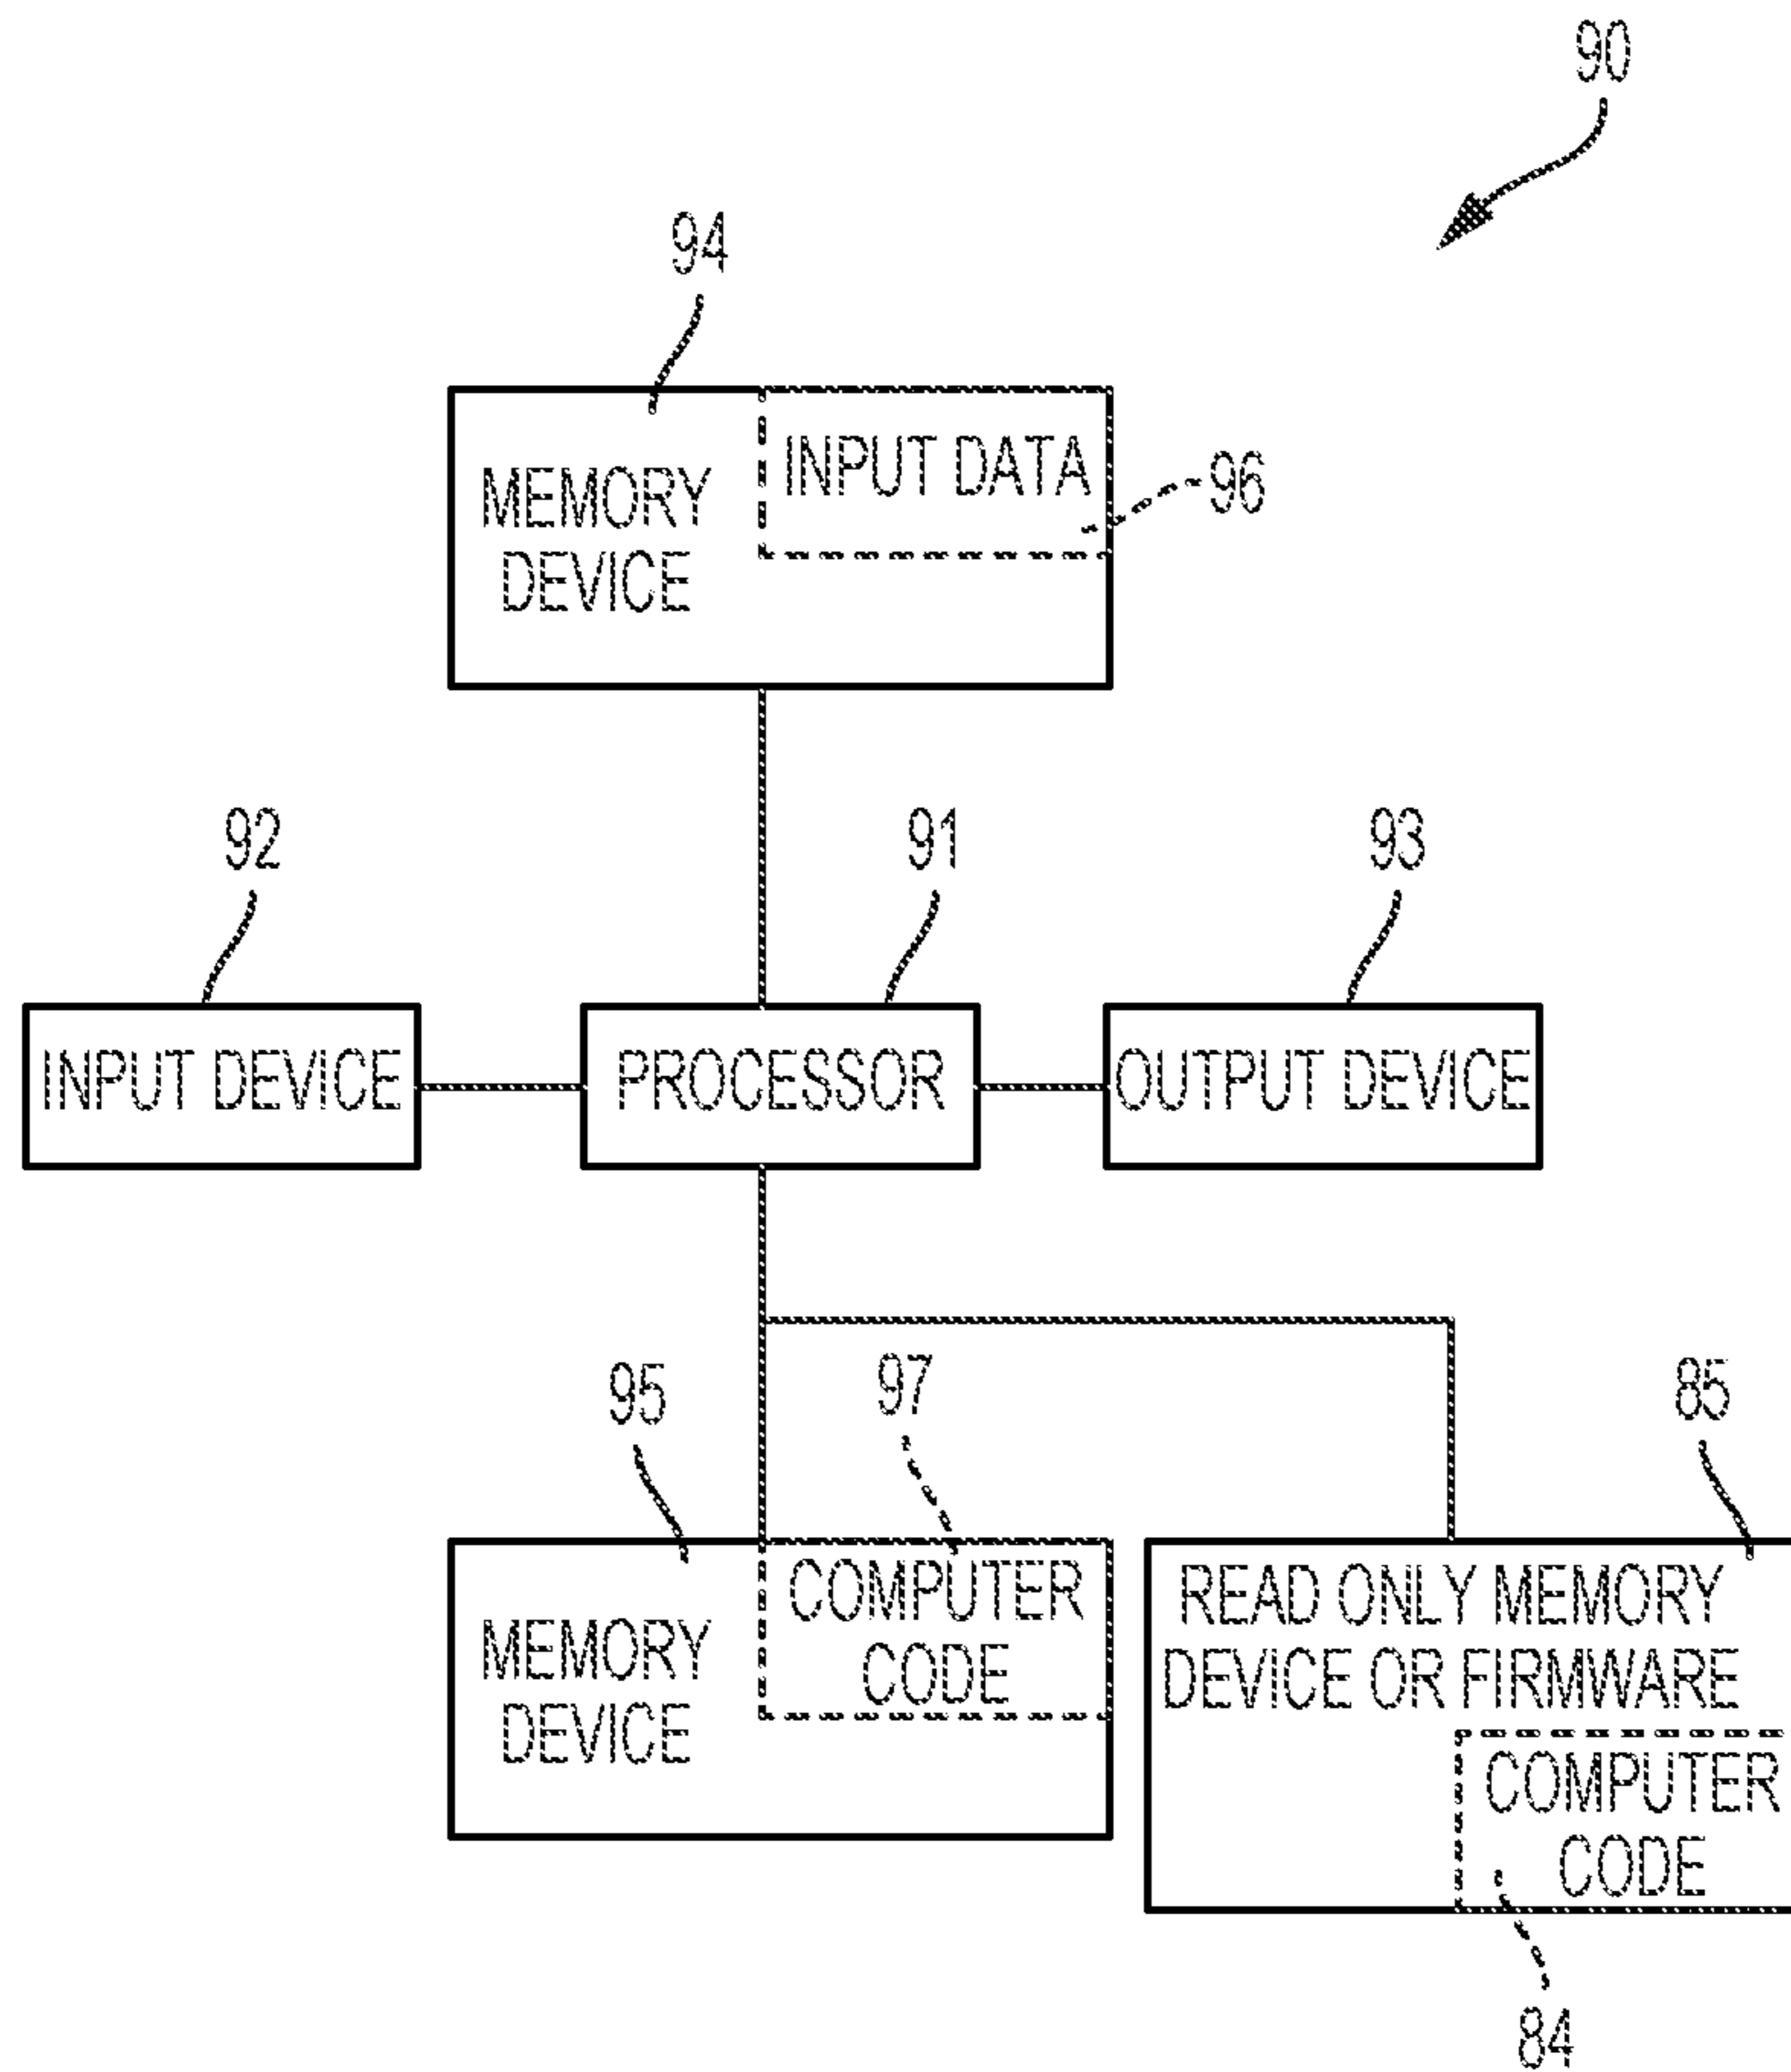 90
94
INPUT DATA
96
MEMORY
DEVICE
92
91
93
INPUT DEVICE
PROCESSOR
OUTPUT DEVICE
95
97
85
COMPUTER
CODE
MEMORY
DEVICE
READ ONLY MEMORY
DEVICE OR FIRMWARE
COMPUTER
CODE
84